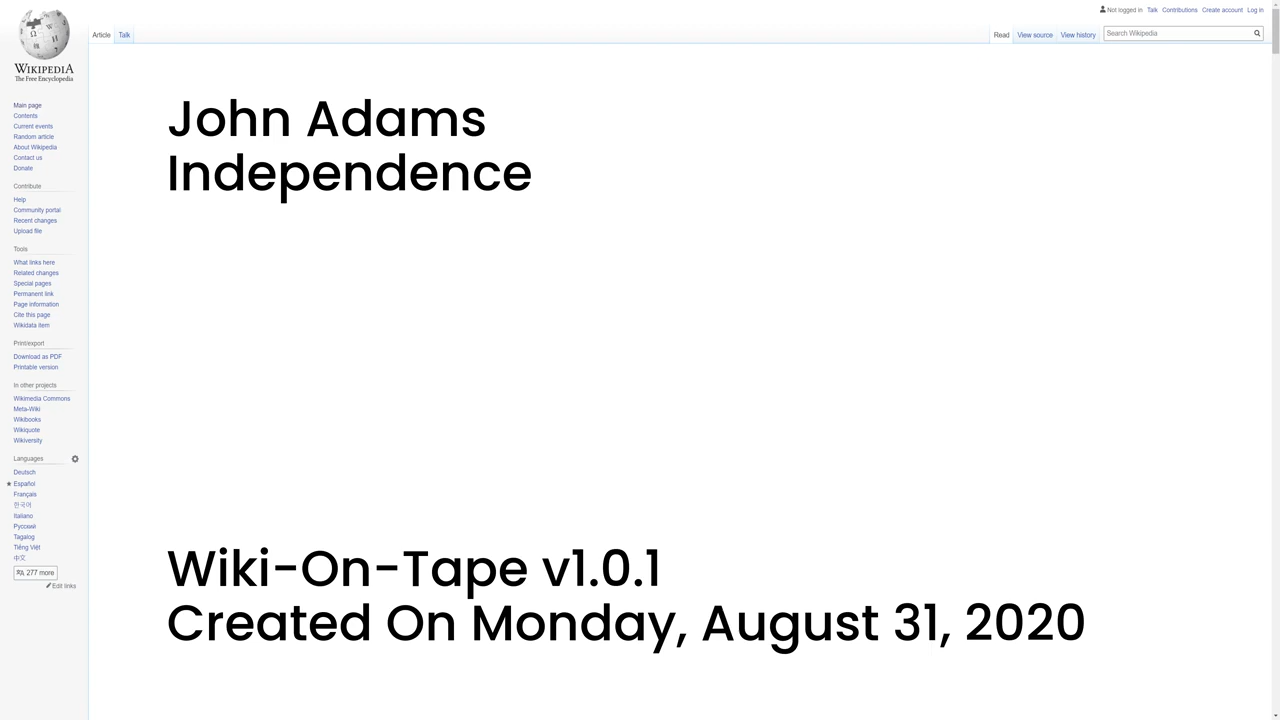 Not logged in Talk Contributions Create account Log in
Article Talk
Read View source View history Search Wikipedia
WIKIPEDIA
The Free Encyclopedia
Main page
Contents
Current events
Random article
About Wikipedia
Contact us
Donate
Contribute
Help
Community portal
Recent changes
Upload file
Tools
What links here
Related changes
Special pages
Permanent link
Page information
Cite this page
Wikidata item
Print/export
Download as PDF
Printable version
In other projects
Wikimedia Commons
Meta-Wiki
Wikibooks
Wikiquote
Wikiversity
Languages
Deutsch
Español
Français
한국어
Italiano
Русский
Tagalog
Tiếng Việt
中文
277 more
Edit links
John Adams
Independence
Wiki-On-Tape v1.0.1
Created On Monday, August 31, 2020